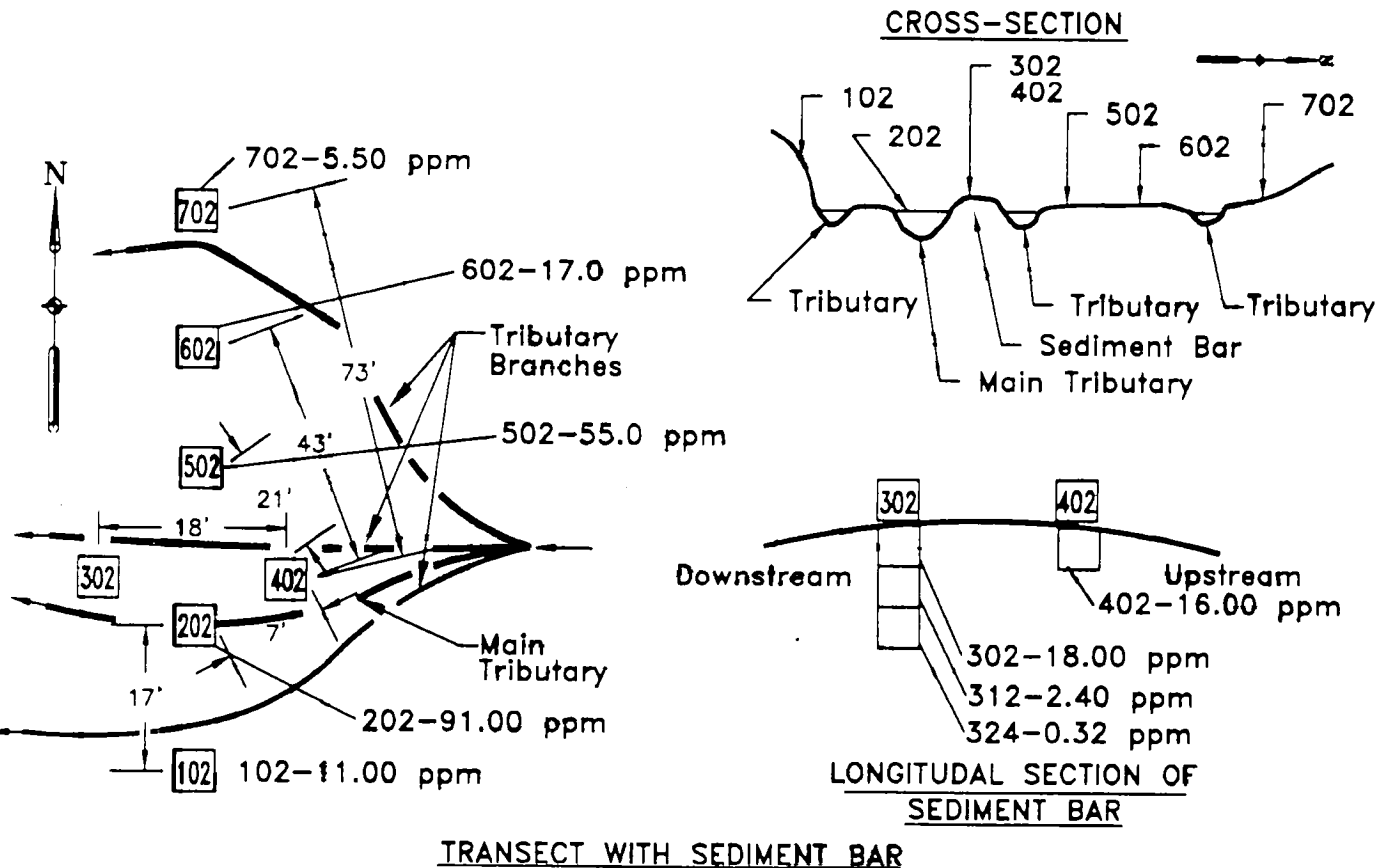 CROSS-SECTION
302
402
102
202
502
602
702
N
702-5.50 ppm
702
602-17.0 ppm
602
Tributary
Branches
73'
43'
502-55.0 ppm
502
21'
18'
302
402
202
7'
Main
Tributary
17'
202-91.00 ppm
102
102-11.00 ppm
Tributary
Tributary
Tributary
Sediment Bar
Main Tributary
302
402
Downstream
Upstream
402-16.00 ppm
302-18.00 ppm
312-2.40 ppm
324-0.32 ppm
LONGITUDAL SECTION OF
SEDIMENT BAR
TRANSECT WITH SEDIMENT BAR